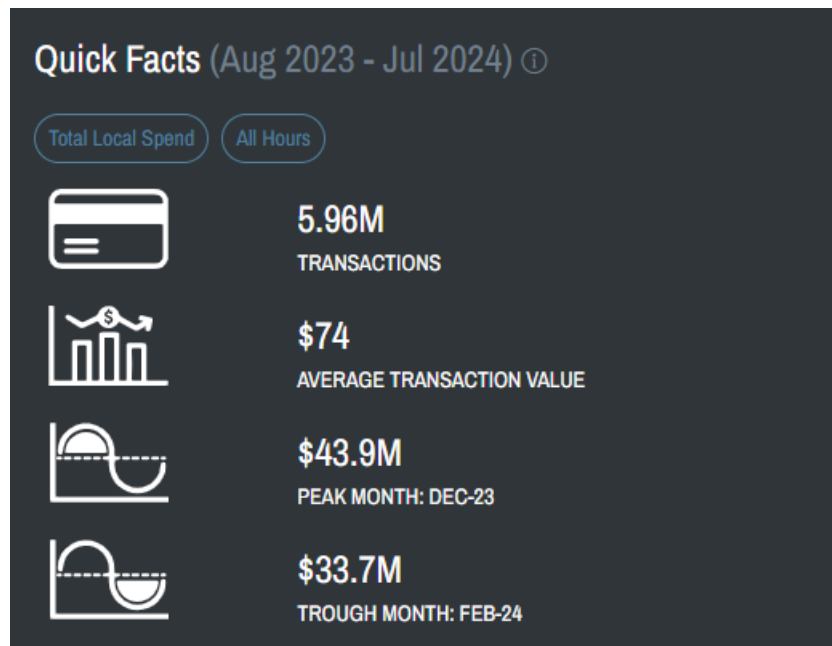 Quick Facts (Aug 2023 - Jul 2024)
Total Local Spend
All Hours
5.96M
TRANSACTIONS
$
$74
AVERAGE TRANSACTION VALUE
$43.9M
PEAK MONTH: DEC-23
$33.7M
TROUGH MONTH: FEB-24